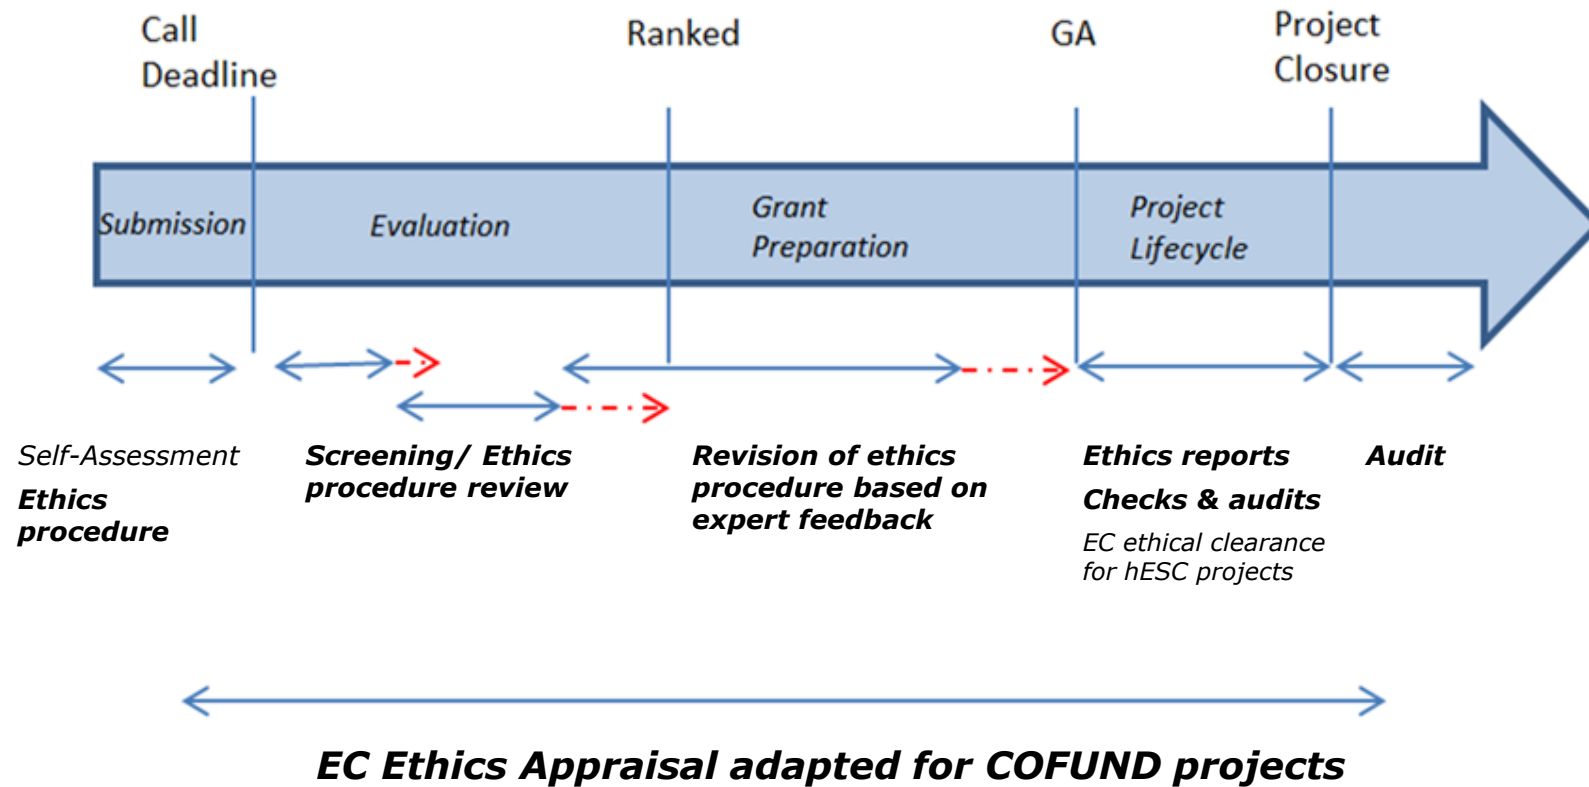 Call
Deadline
Ranked
GA
Project
Closure
Submission
Evaluation
Grant
Preparation
Project
Lifecycle
Self-Assessment
Ethics
procedure
Screening/ Ethics
procedure review
Revision of ethics
procedure based on
expert feedback
Ethics reports
Checks & audits
EC ethical clearance
for hESC projects
Audit
EC Ethics Appraisal adapted for COFUND projects